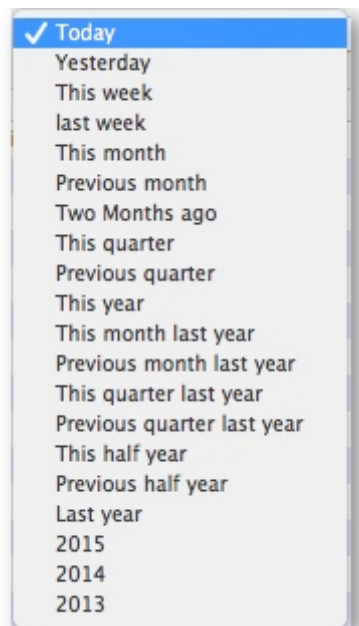 Today
Yesterday
This week
last week
This month
Previous month
Two Months ago
This quarter
Previous quarter
This year
This month last year
Previous month last year
This quarter last year
Previous quarter last year
This half year
Previous half year
Last year
2015
2014
2013